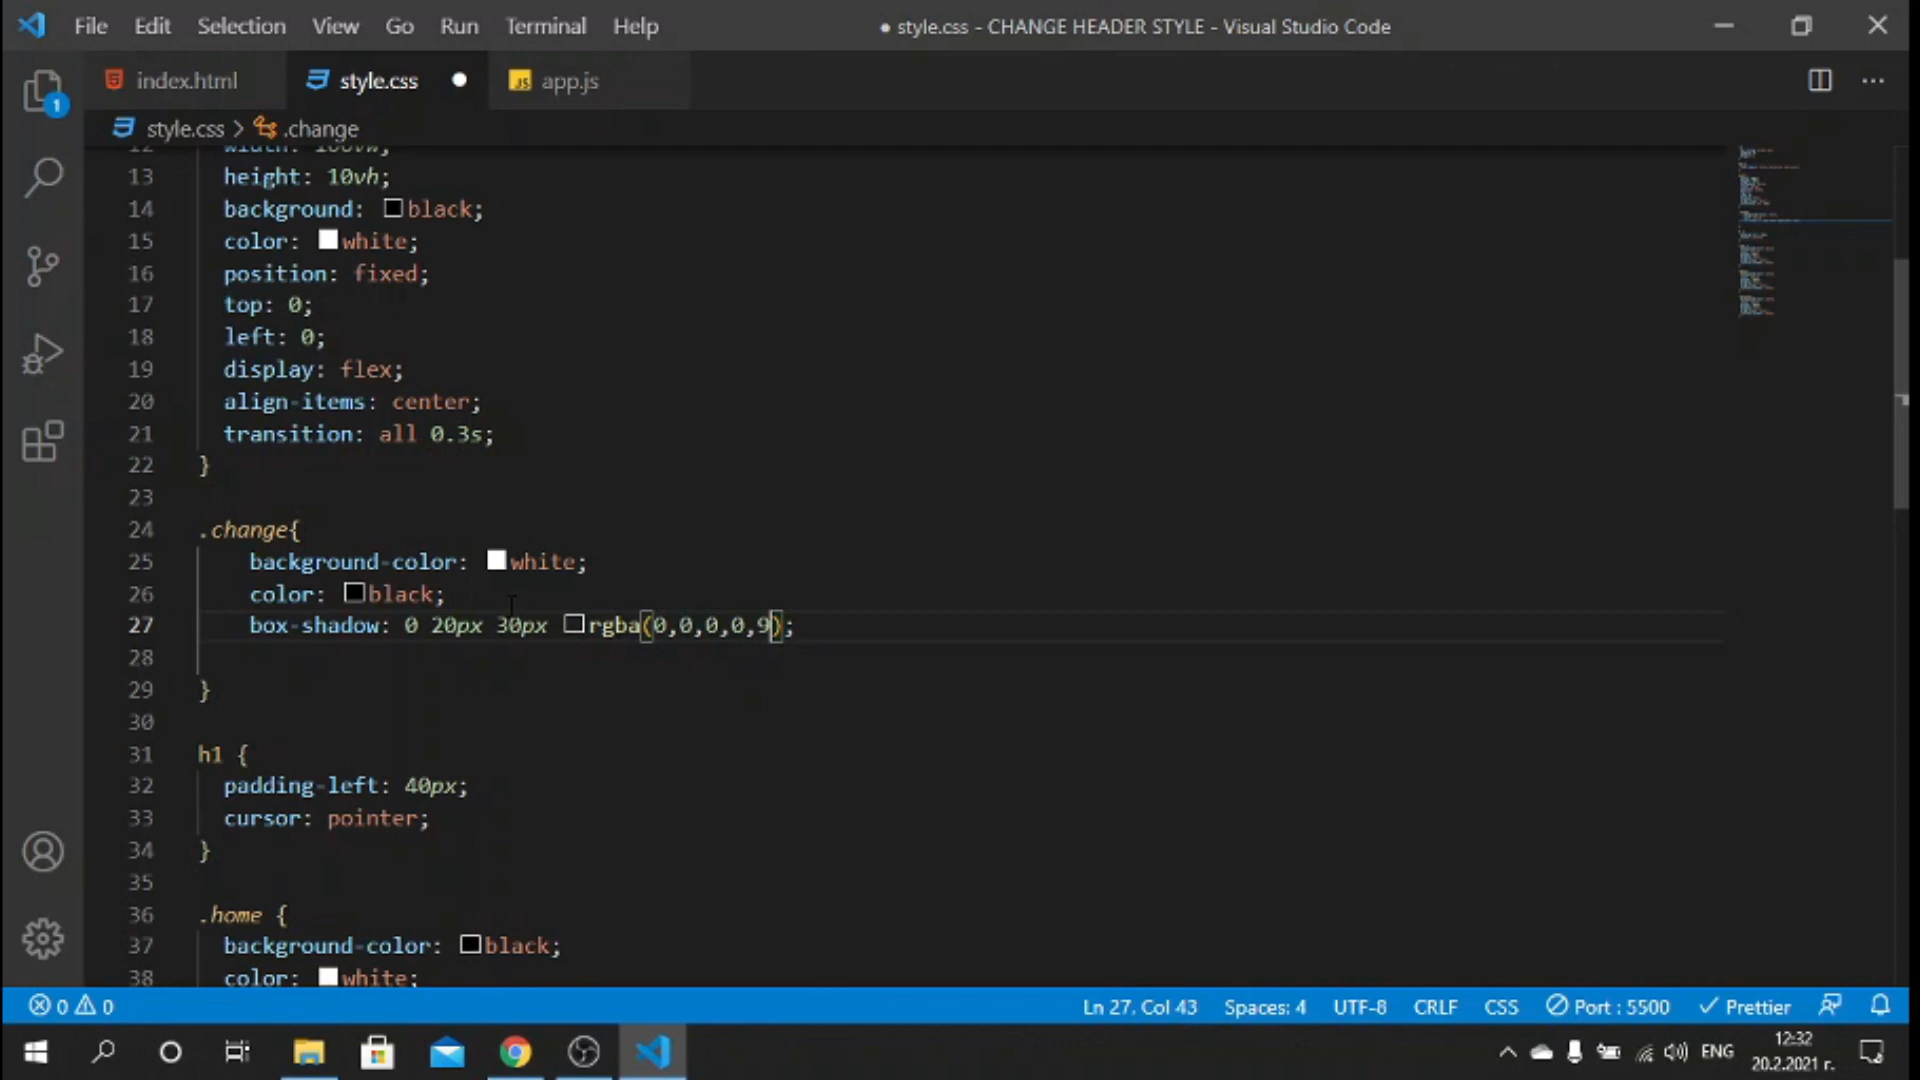 File Edit Selection View Go Run Terminal Help ● style.css - CHANGE HEADER STYLE - Visual Studio Code
index.html style.css app.js
1
style.css > .change
12 width: 100vw;
13 height: 10vh;
14 background: black;
15 color: white;
16 position: fixed;
17 top: 0;
18 left: 0;
19 display: flex;
20 align-items: center;
21 transition: all 0.3s;
22 }
23
24 .change{
25 background-color: white;
26 color: black;
27 box-shadow: 0 20px 30px rgba(0,0,0,0,9);
28
29 }
30
31 h1 {
32 padding-left: 40px;
33 cursor: pointer;
34 }
35
36 .home {
37 background-color: black;
38 color: white;
0 0 Ln 27, Col 43 Spaces: 4 UTF-8 CRLF CSS Port : 5500 Prettier
ENG 12:32
20.2.2021 г.